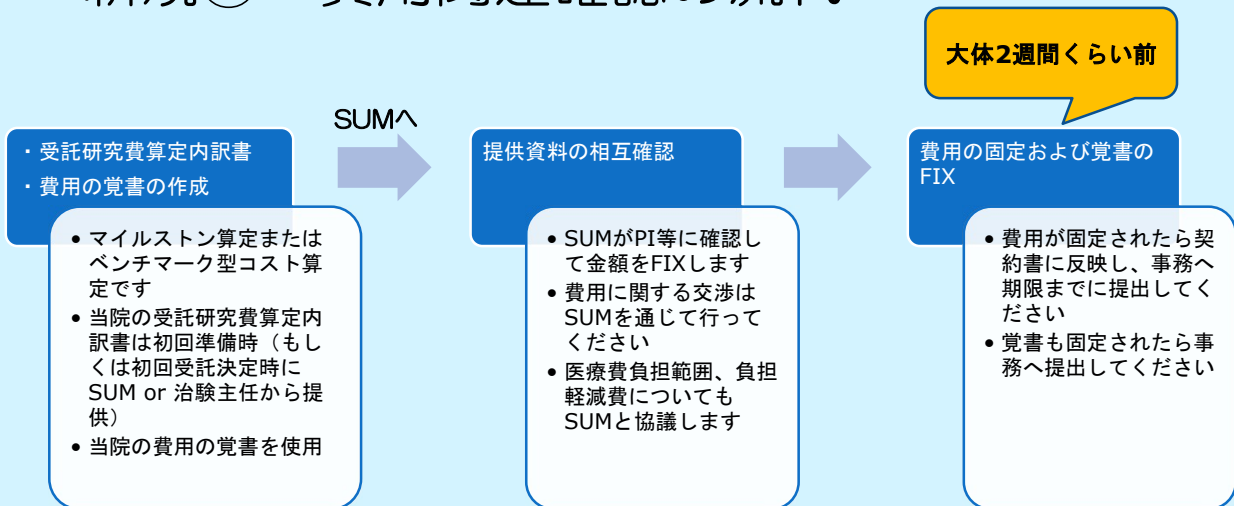 大体2週間くらい前
SUMへ
・受託研究費算定内訳書
・費用の覚書の作成
• マイルストン算定または
ベンチマーク型コスト算
定です
• 当院の受託研究費算定内
訳書は初回準備時（もし
くは初回受託決定時に
SUM or 治験主任から提
供）
• 当院の費用の覚書を使用
提供資料の相互確認
• SUMがPI等に確認し
て金額をFIXします
• 費用に関する交渉は
SUMを通じて行って
ください
• 医療費負担範囲、負担
軽減費についても
SUMと協議します
費用の固定および覚書の
FIX
• 費用が固定されたら契
約書に反映し、事務へ
期限までに提出してく
ださい
• 覚書も固定されたら事
務へ提出してください